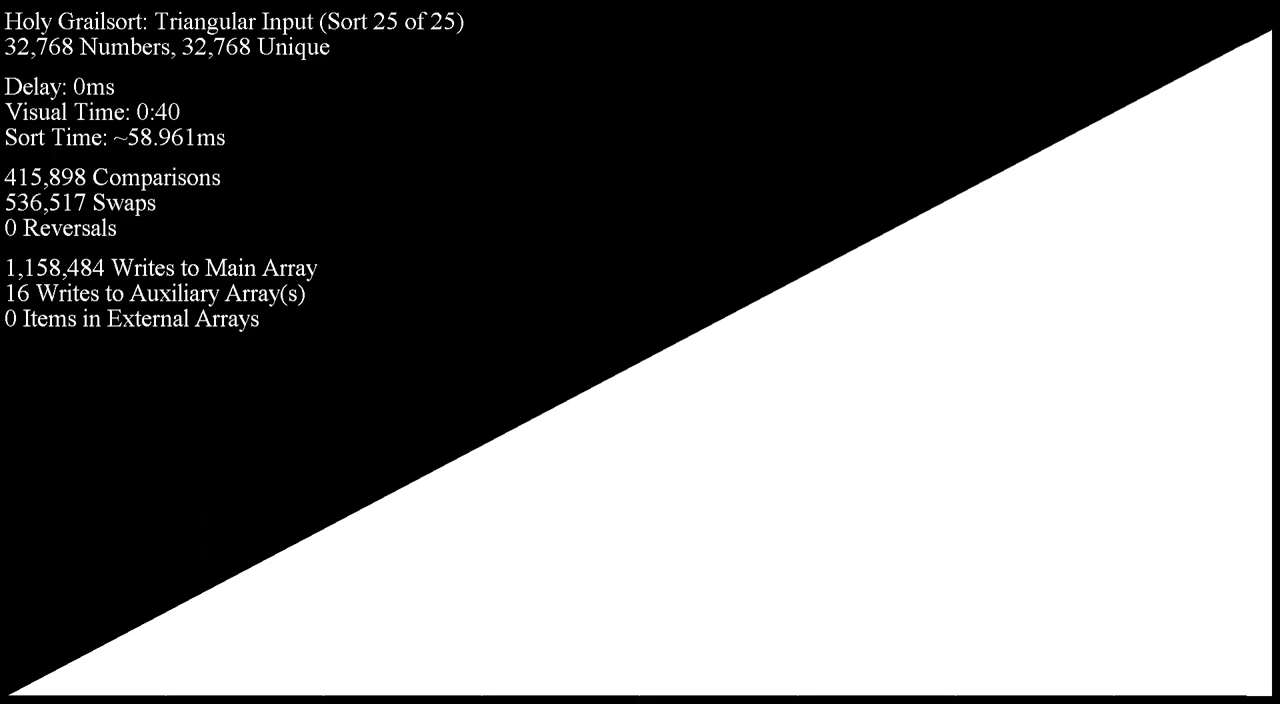 Holy Grailsort: Triangular Input (Sort 25 of 25)
32,768 Numbers, 32,768 Unique
Delay: 0ms
Visual Time: 0:40
Sort Time: ~58.961ms
415,898 Comparisons
536,517 Swaps
0 Reversals
1,158,484 Writes to Main Array
16 Writes to Auxiliary Array(s)
0 Items in External Arrays